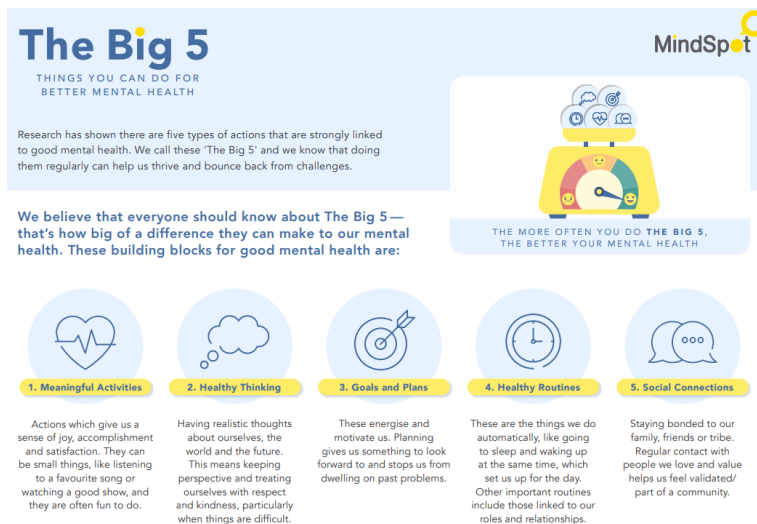 The Big 5
THINGS YOU CAN DO FOR
BETTER MENTAL HEALTH
MindSpot
Research has shown there are five types of actions that are strongly linked
to good mental health. We call these 'The Big 5' and we know that doing
them regularly can help us thrive and bounce back from challenges.
We believe that everyone should know about The Big 5—
that's how big of a difference they can make to our mental
health. These building blocks for good mental health are:
THE MORE OFTEN YOU DO THE BIG 5,
THE BETTER YOUR MENTAL HEALTH
1. Meaningful Activities
Actions which give us a
sense of joy, accomplishment
and satisfaction. They can
be small things, like listening
to a favourite song or
watching a good show, and
they are often fun to do.
2. Healthy Thinking
Having realistic thoughts
about ourselves, the
world and the future.
This means keeping
perspective and treating
ourselves with respect
and kindness, particularly
when things are difficult.
3. Goals and Plans
These energise and
motivate us. Planning
gives us something to look
forward to and stops us from
dwelling on past problems.
4. Healthy Routines
These are the things we do
automatically, like going
to sleep and waking up
at the same time, which
set us up for the day.
Other important routines
include those linked to our
roles and relationships.
5. Social Connections
Staying bonded to our
family, friends or tribe.
Regular contact with
people we love and value
helps us feel validated/
part of a community.